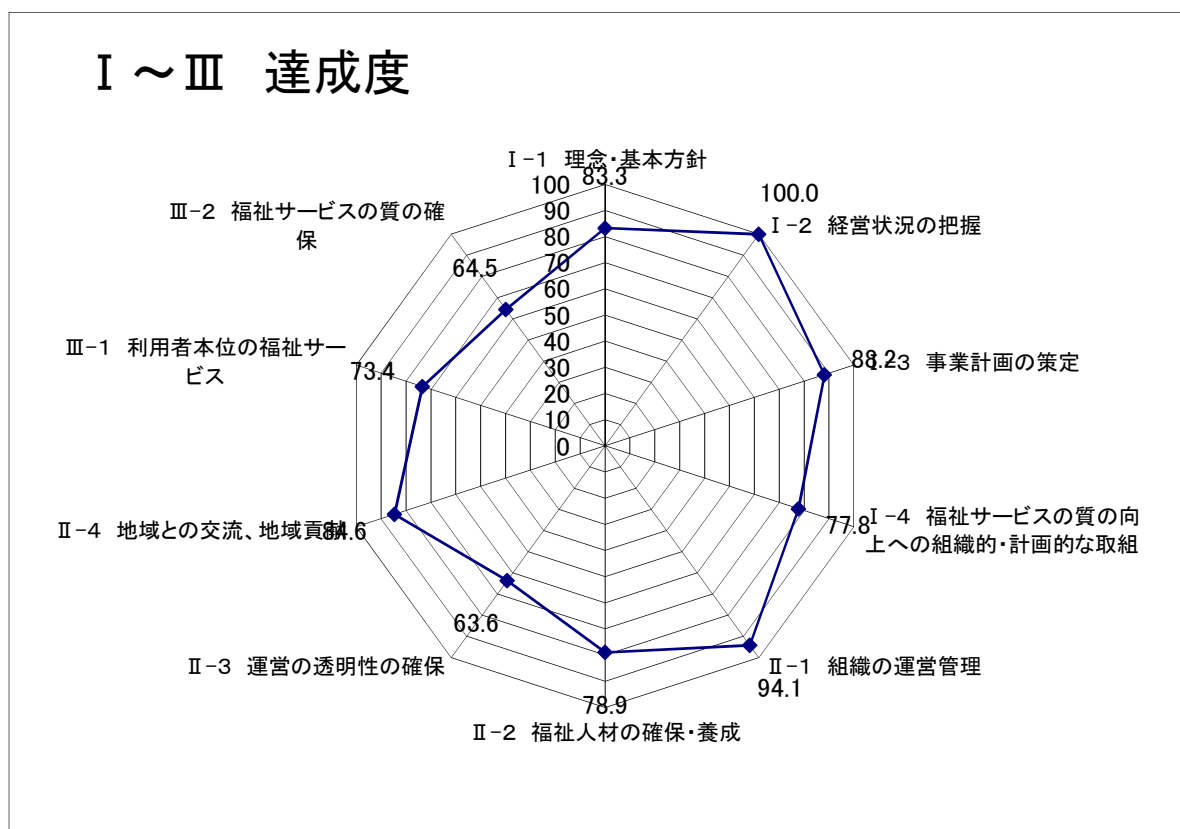 Ⅰ～Ⅲ 達成度
Ⅰ-1 理念・基本方針
83.3
100.0
Ⅰ-2 経営状況の把握
88.2
Ⅰ-3 事業計画の策定
Ⅰ-4 福祉サービスの質の向
上への組織的・計画的な取組
77.8
Ⅱ-1 組織の運営管理
94.1
78.9
Ⅱ-2 福祉人材の確保・養成
63.6
Ⅱ-3 運営の透明性の確保
Ⅱ-4 地域との交流、地域貢献
84.6
Ⅲ-1 利用者本位の福祉サー
ビス
73.4
Ⅲ-2 福祉サービスの質の確
保
64.5
100
90
80
70
60
50
40
30
20
10
0